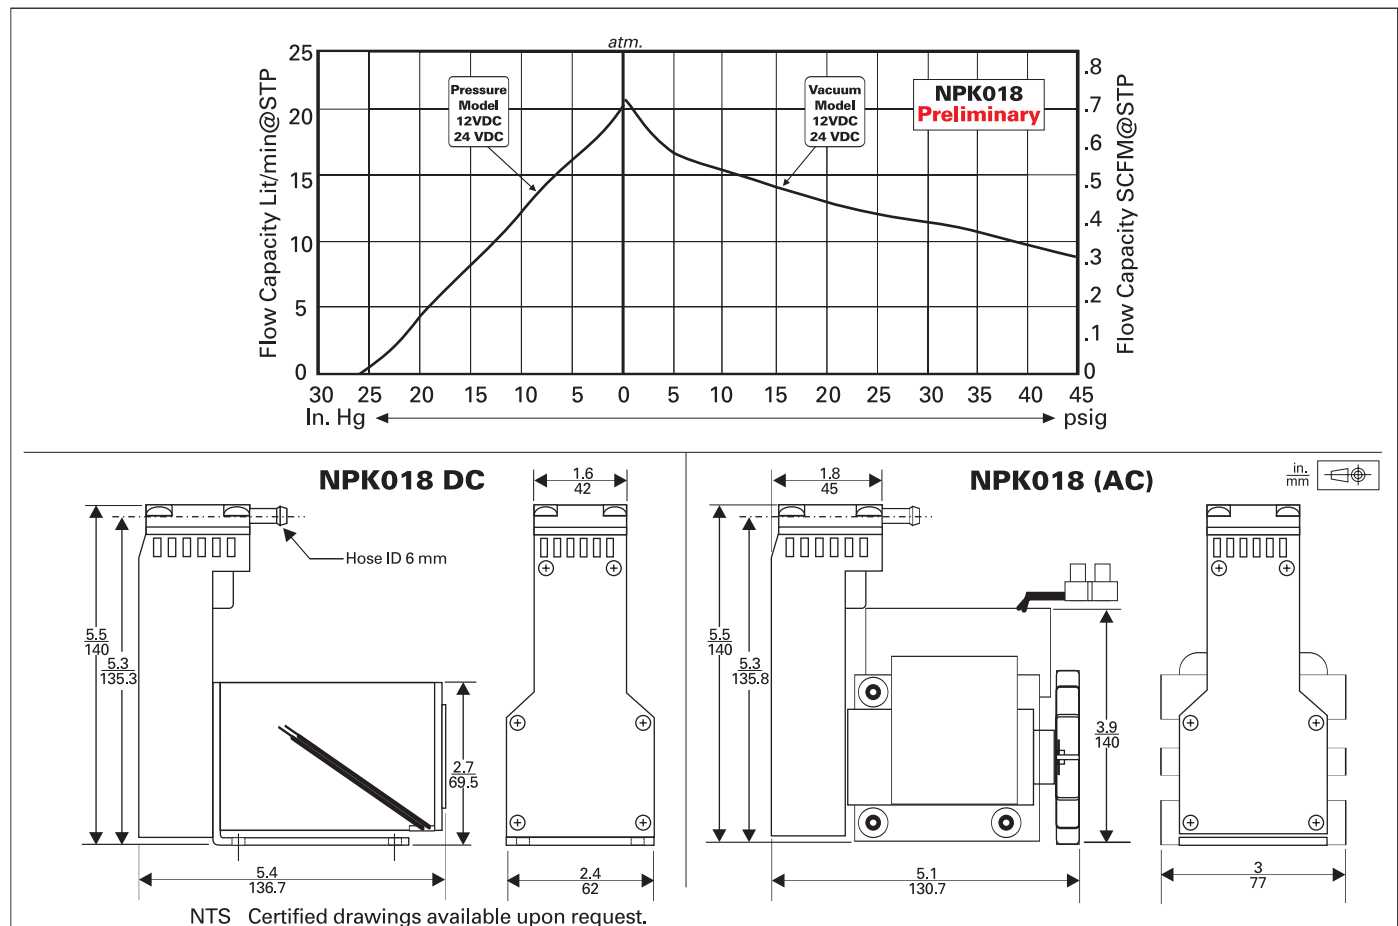 atm.
25
20
15
10
5
0
Flow Capacity Lit/min@STP
Pressure
Model
12VDC
24 VDC
Vacuum
Model
12VDC
24 VDC
NPK018
Preliminary
.8
.7
.6
.5
.4
.3
.2
.1
0
Flow Capacity SCFM@STP
30 25 20 15 10 5 0 5 10 15 20 25 30 35 40 45
In. Hg
psig
NPK018 DC
1.6
42
Hose ID 6 mm
5.5
140
5.3
135.3
2.7
69.5
5.4
136.7
2.4
62
NTS Certified drawings available upon request.
NPK018 (AC)
in.
mm
1.8
45
5.5
140
5.3
135.8
3.9
140
5.1
130.7
3
77